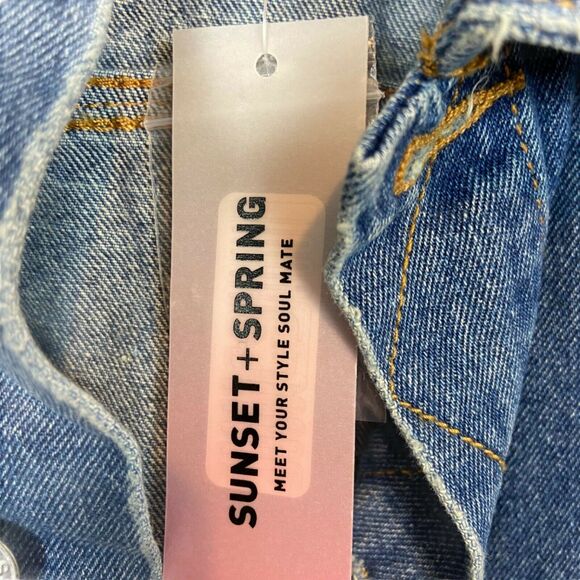 SUNSET+SPRING
MEET YOUR STYLE SOUL MATE